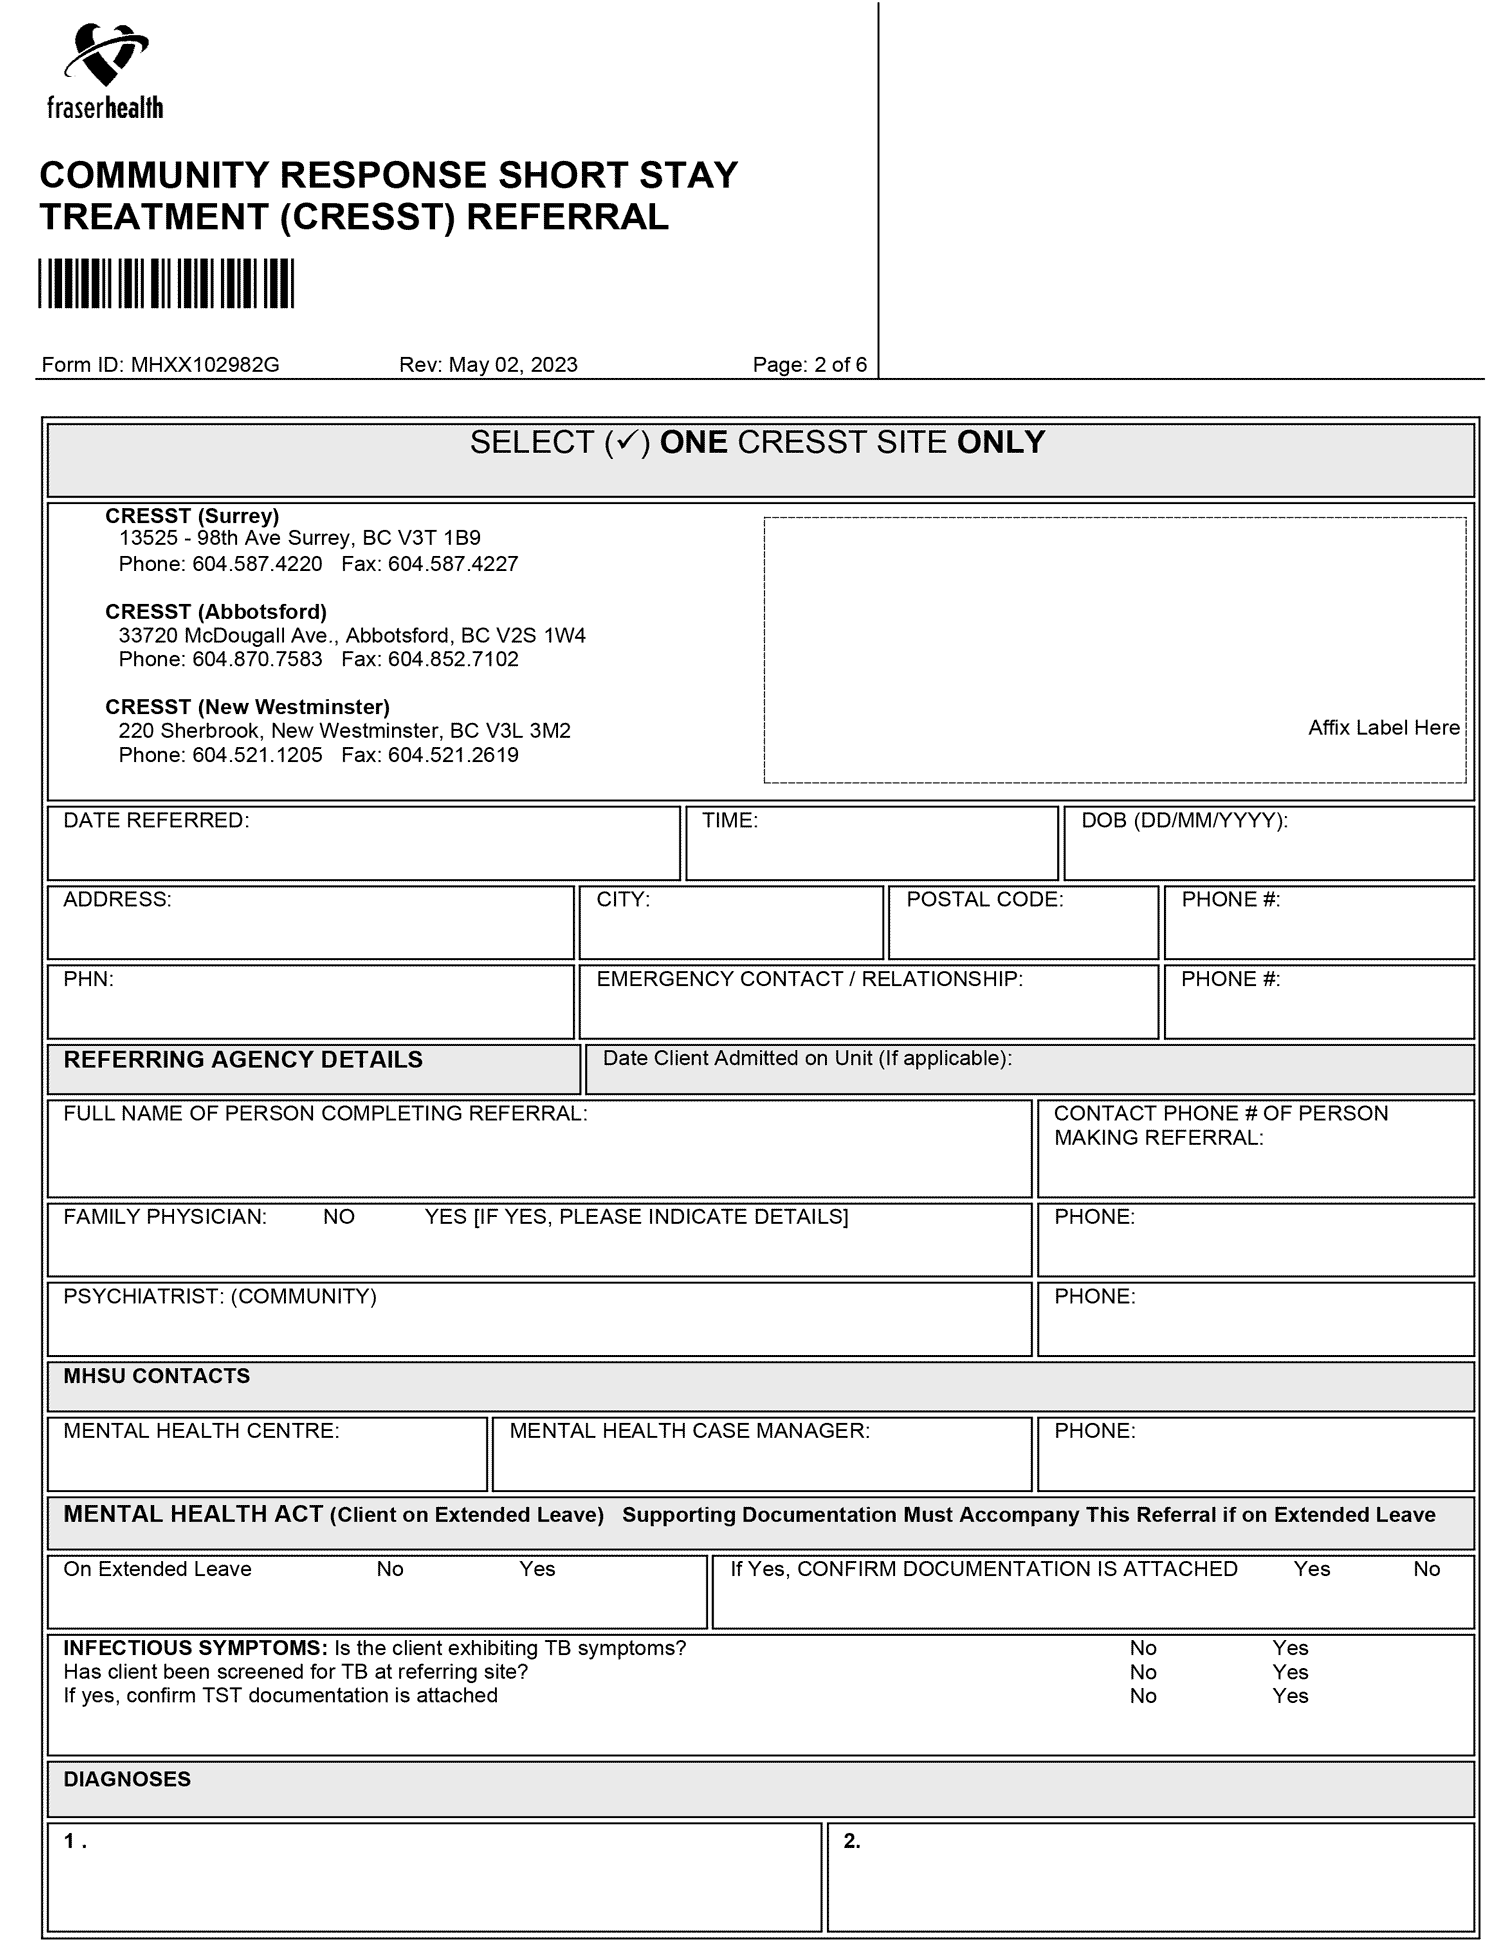 fraserhealth
COMMUNITY RESPONSE SHORT STAY
TREATMENT (CRESST) REFERRAL
Form ID: MHXX102982G Rev: May 02, 2023 Page: 2 of 6
SELECT (✓) ONE CRESST SITE ONLY
CRESST (Surrey)
13525 - 98th Ave Surrey, BC V3T 1B9
Phone: 604.587.4220 Fax: 604.587.4227
CRESST (Abbotsford)
33720 McDougall Ave., Abbotsford, BC V2S 1W4
Phone: 604.870.7583 Fax: 604.852.7102
CRESST (New Westminster)
220 Sherbrook, New Westminster, BC V3L 3M2
Phone: 604.521.1205 Fax: 604.521.2619
Affix Label Here
DATE REFERRED: TIME: DOB (DD/MM/YYYY):
ADDRESS: CITY: POSTAL CODE: PHONE #:
PHN: EMERGENCY CONTACT / RELATIONSHIP: PHONE #:
REFERRING AGENCY DETAILS Date Client Admitted on Unit (If applicable):
FULL NAME OF PERSON COMPLETING REFERRAL: CONTACT PHONE # OF PERSON
MAKING REFERRAL:
FAMILY PHYSICIAN: NO YES [IF YES, PLEASE INDICATE DETAILS] PHONE:
PSYCHIATRIST: (COMMUNITY) PHONE:
MHSU CONTACTS
MENTAL HEALTH CENTRE: MENTAL HEALTH CASE MANAGER: PHONE:
MENTAL HEALTH ACT (Client on Extended Leave) Supporting Documentation Must Accompany This Referral if on Extended Leave
On Extended Leave No Yes If Yes, CONFIRM DOCUMENTATION IS ATTACHED Yes No
INFECTIOUS SYMPTOMS: Is the client exhibiting TB symptoms? No Yes
Has client been screened for TB at referring site? No Yes
If yes, confirm TST documentation is attached No Yes
DIAGNOSES
1 . 2.